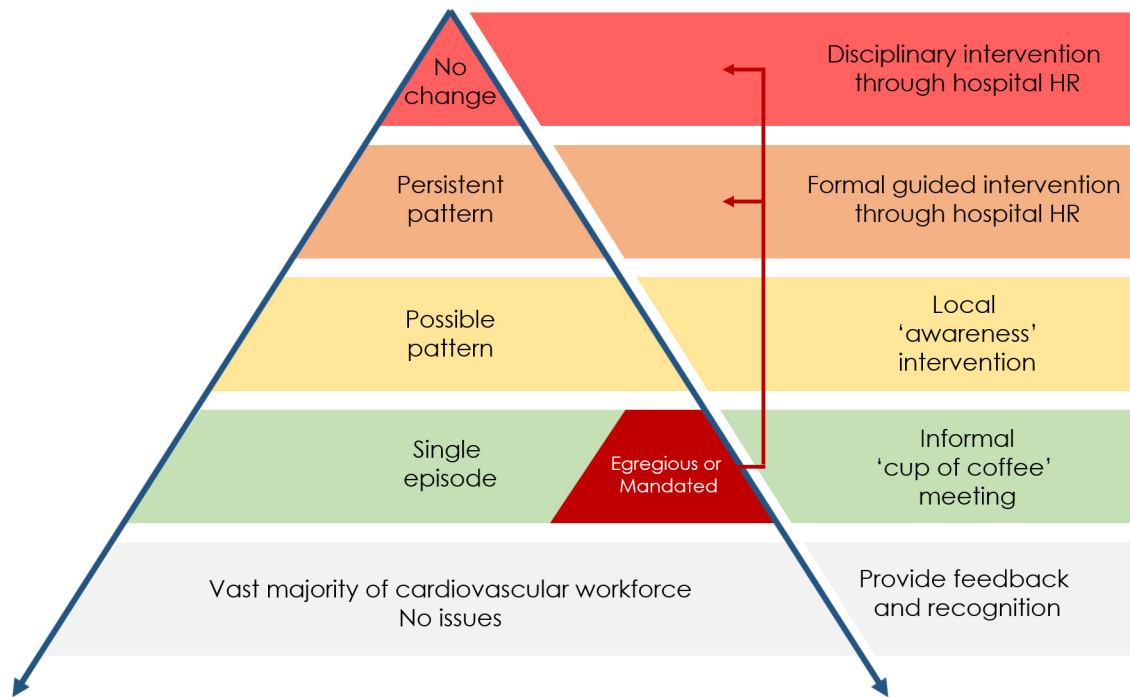 No
change
Disciplinary intervention
through hospital HR
Persistent
pattern
Formal guided intervention
through hospital HR
Possible
pattern
Local
‘awareness’
intervention
Single
episode
Egregious or
Mandated
Informal
‘cup of coffee’
meeting
Vast majority of cardiovascular workforce
No issues
Provide feedback
and recognition